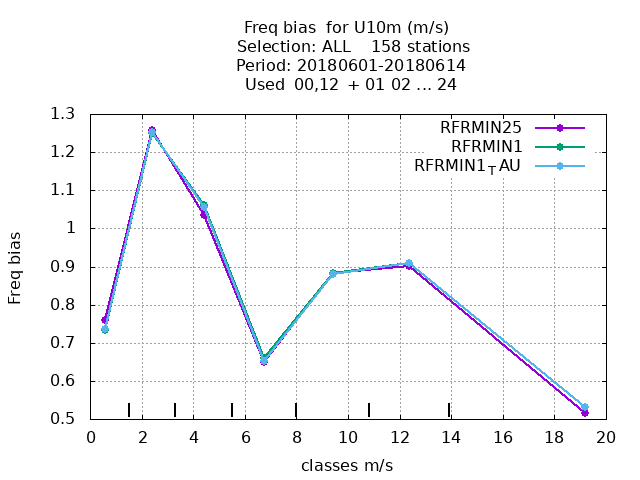 Freq bias  for U10m (m/s)
Selection: ALL    158 stations
Period: 20180601-20180614
Used  00,12  + 01 02 ... 24
RFRMIN25
RFRMIN1
RFRMIN1TAU
1.3
1.2
1.1
1
0.9
0.8
0.7
0.6
0.5
Freq bias
0 2 4 6 8 10 12 14 16 18 20
classes m/s